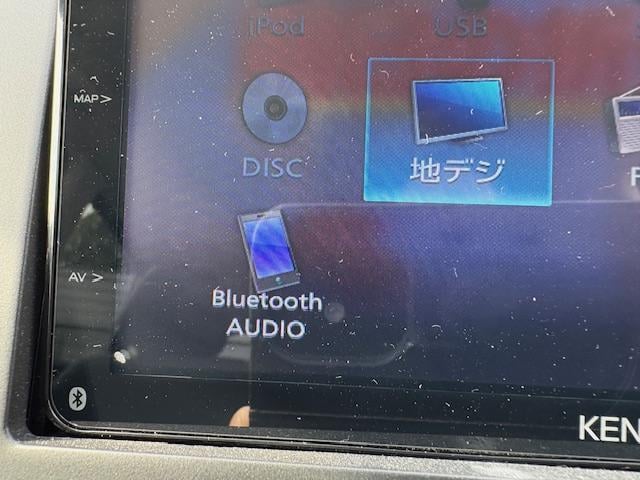 iPod
USB
MAP >
DISC
地デジ
AV >
Bluetooth
AUDIO
KEN